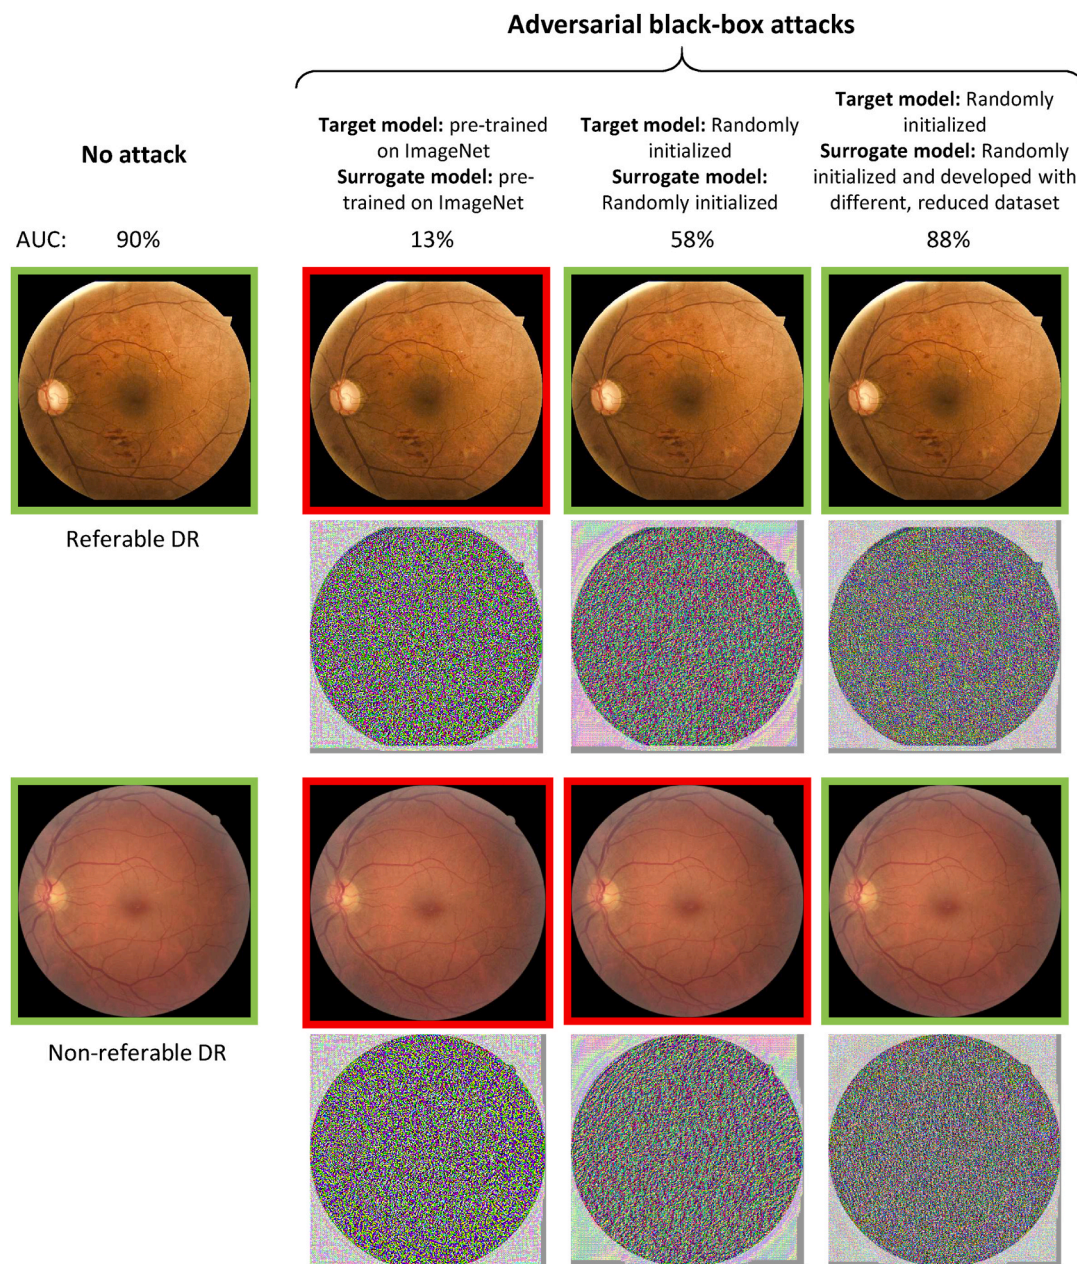 Adversarial black-box attacks
No attack
Target model: pre-trained
on ImageNet
Surrogate model: pre-
trained on ImageNet
Target model: Randomly
initialized
Surrogate model:
Randomly initialized
Target model: Randomly
initialized
Surrogate model: Randomly
initialized and developed with
different, reduced dataset
AUC: 90% 13% 58% 88%
Referable DR
Non-referable DR